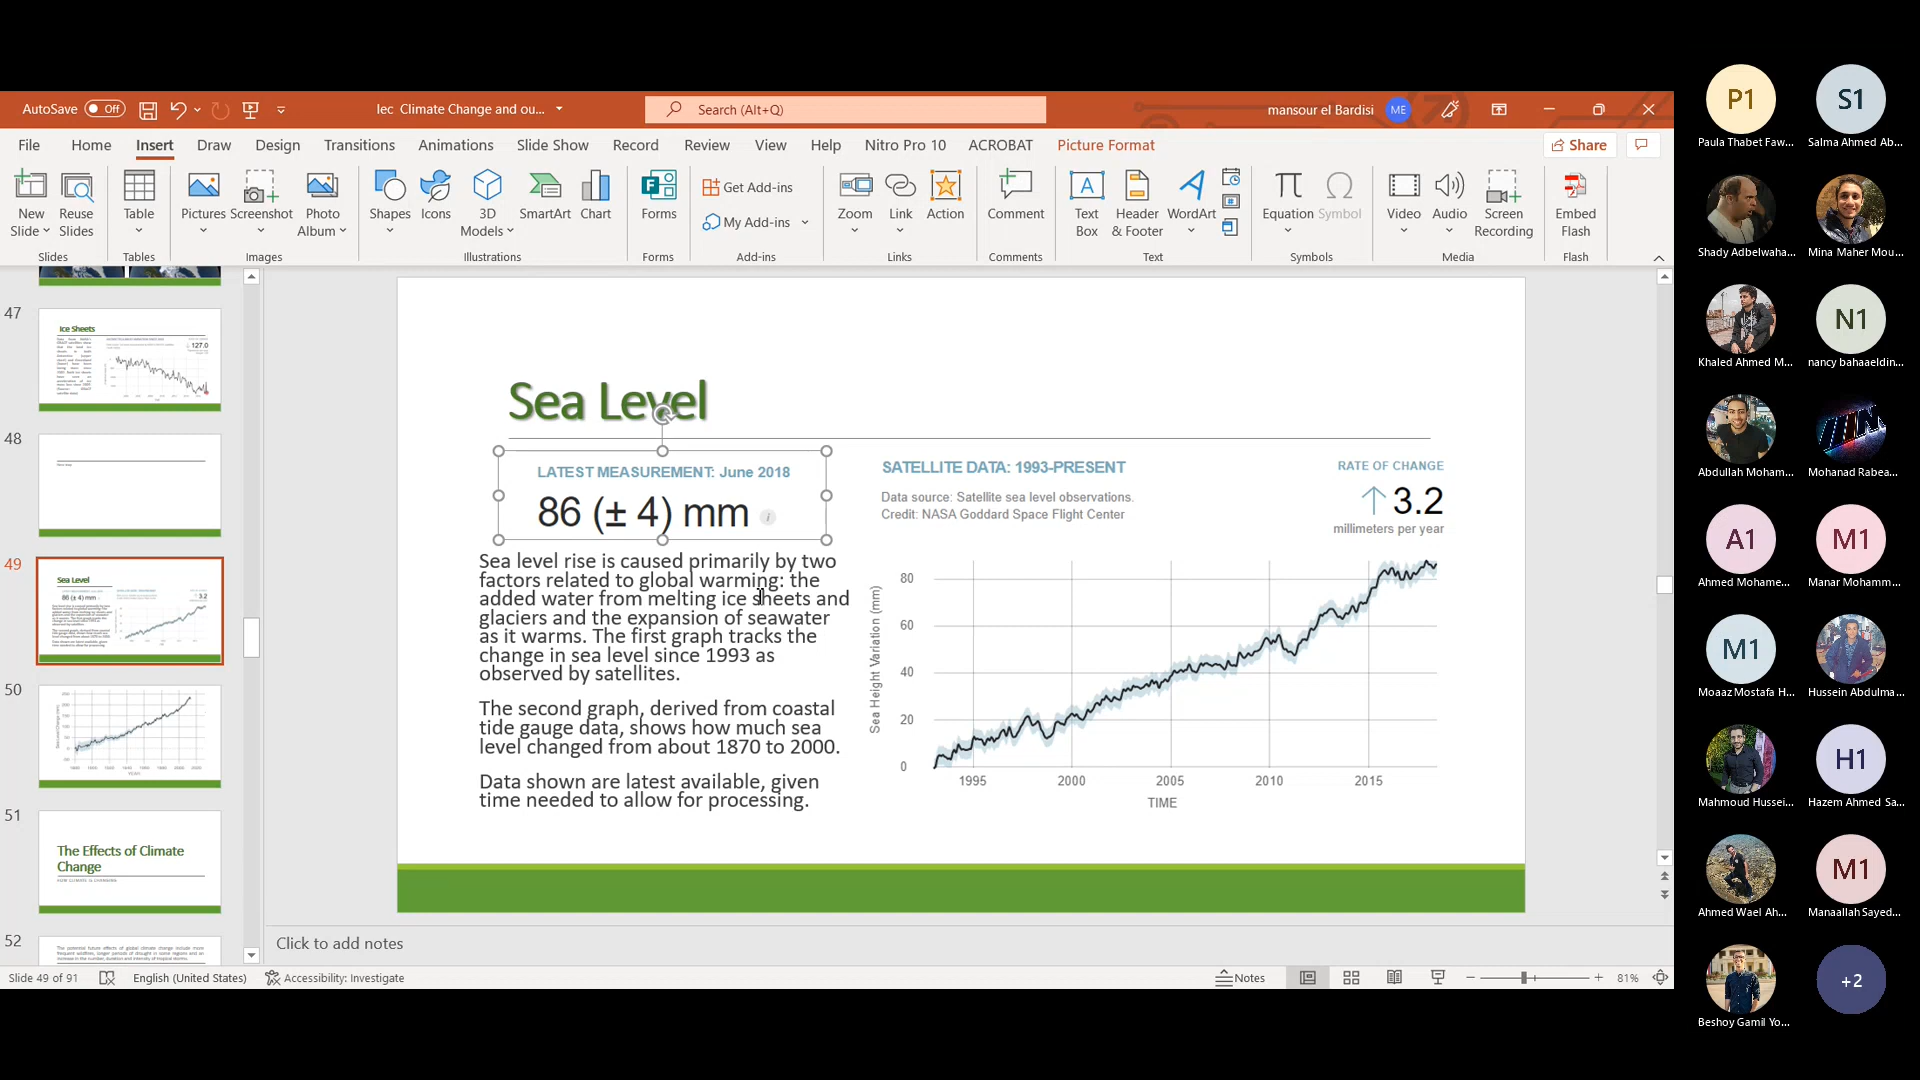 AutoSave Off
lec Climate Change and ou...
Search (Alt+Q)
mansour el Bardisi ME
File Home Insert Draw Design Transitions Animations Slide Show Record Review View Help Nitro Pro 10 ACROBAT Picture Format
Share
New Slide
Reuse Slides
Table
Pictures
Screenshot
Photo Album
Shapes
Icons
3D Models
SmartArt
Chart
Forms
Get Add-ins
My Add-ins
Zoom
Link
Action
Comment
Text Box
Header & Footer
WordArt
Equation
Symbol
Video
Audio
Screen Recording
Embed Flash
Slides Tables Images Illustrations Forms Add-ins Links Comments Text Symbols Media Flash
47
Ice Sheets
127.0
48
49
Sea Level
86 (± 4) mm
3.2
50
YEAR
51
The Effects of Climate
Change
52
Sea Level
LATEST MEASUREMENT: June 2018
86 (± 4) mm
i
Sea level rise is caused primarily by two
factors related to global warming: the
added water from melting ice sheets and
glaciers and the expansion of seawater
as it warms. The first graph tracks the
change in sea level since 1993 as
observed by satellites.
The second graph, derived from coastal
tide gauge data, shows how much sea
level changed from about 1870 to 2000.
Data shown are latest available, given
time needed to allow for processing.
SATELLITE DATA: 1993-PRESENT
Data source: Satellite sea level observations.
Credit: NASA Goddard Space Flight Center
RATE OF CHANGE
3.2
millimeters per year
Sea Height Variation (mm)
80
60
40
20
0
1995 2000 2005 2010 2015
TIME
Click to add notes
Slide 49 of 91
English (United States)
Accessibility: Investigate
Notes
81%
P1
Paula Thabet Faw...
S1
Salma Ahmed Ab...
Shady Adbelwaha...
Mina Maher Mou...
Khaled Ahmed M...
N1
nancy bahaaeldin...
Abdullah Moham...
Mohanad Rabea...
A1
Ahmed Mohame...
M1
Manar Mohamm...
M1
Moaaz Mostafa H...
Hussein Abdulma...
Mahmoud Hussei...
H1
Hazem Ahmed Sa...
Ahmed Wael Ah...
M1
Manaallah Sayed...
Beshoy Gamil Yo...
+2